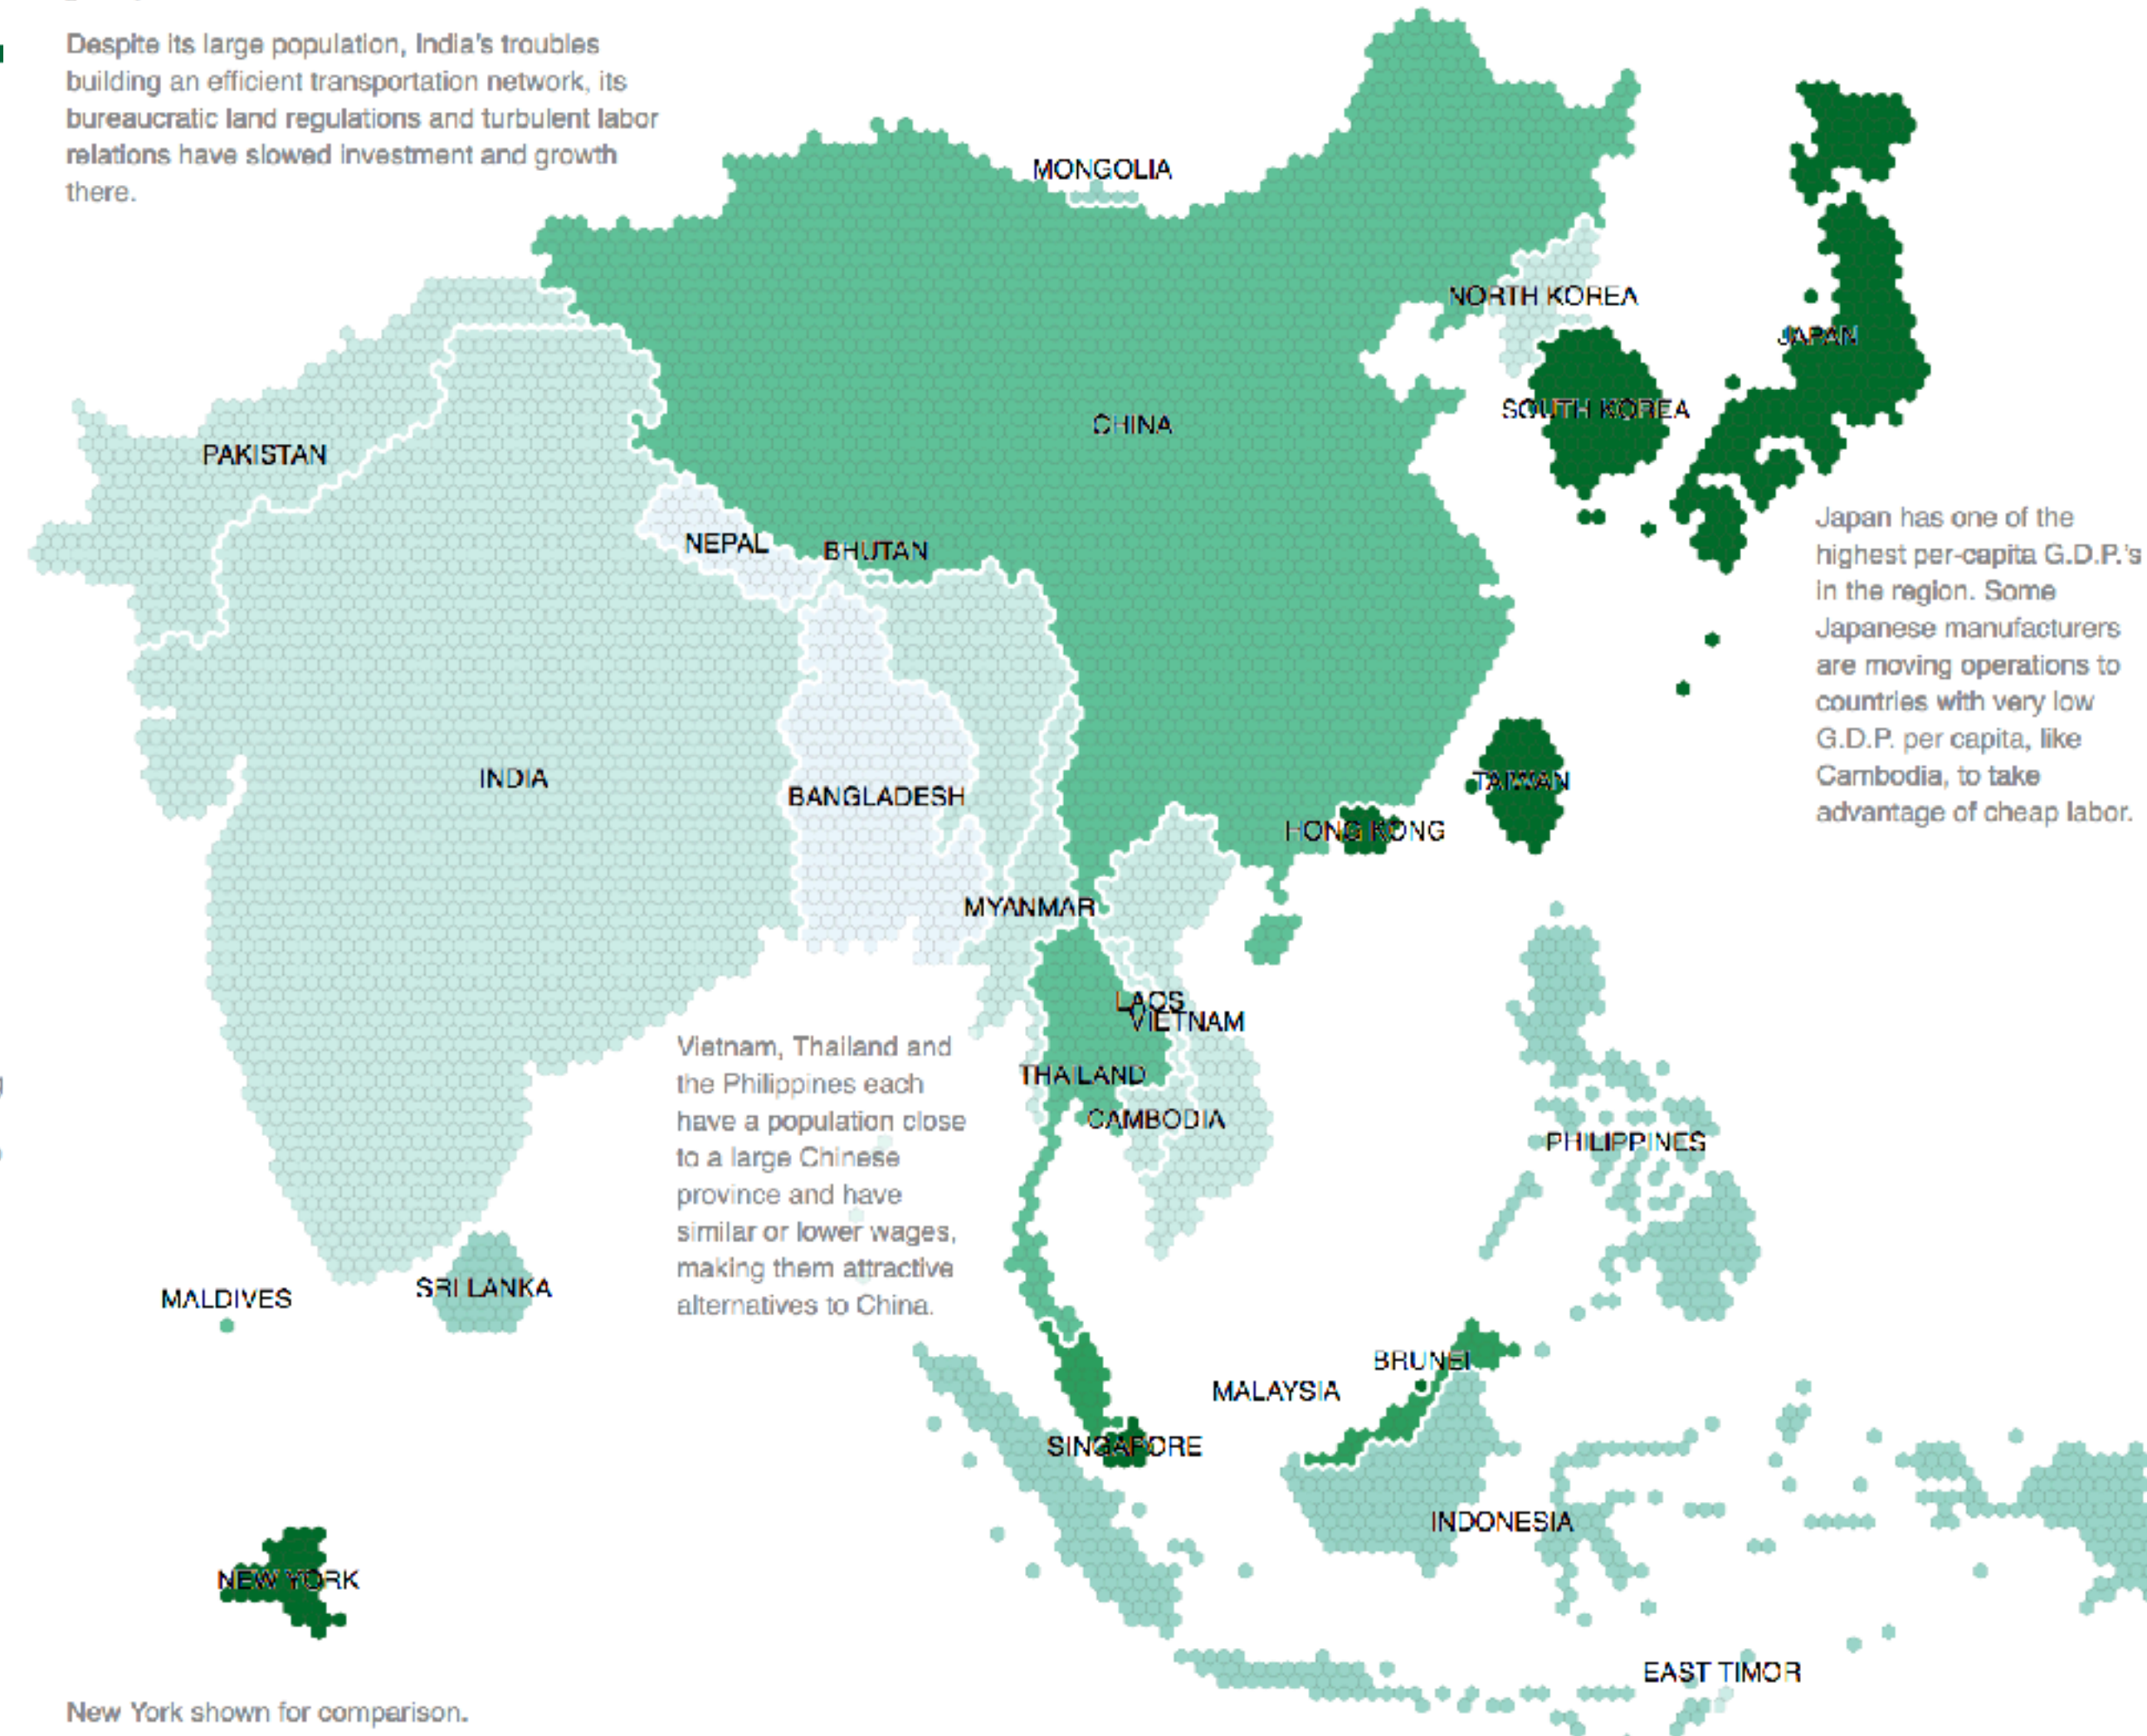 Despite its large population, India's troubles
building an efficient transportation network, its
bureaucratic land regulations and turbulent labor
relations have slowed investment and growth
there.
MONGOLIA
NORTH KOREA
JAPAN
SOUTH KOREA
CHINA
PAKISTAN
NEPAL
BHUTAN
Japan has one of the
highest per-capita G.D.P.'s
in the region. Some
Japanese manufacturers
are moving operations to
countries with very low
G.D.P. per capita, like
Cambodia, to take
advantage of cheap labor.
INDIA
BANGLADESH
TAIWAN
HONG KONG
MYANMAR
LAOS
VIETNAM
THAILAND
CAMBODIA
Vietnam, Thailand and
the Philippines each
have a population close
to a large Chinese
province and have
similar or lower wages,
making them attractive
alternatives to China.
PHILIPPINES
MALDIVES
SRI LANKA
BRUNEI
MALAYSIA
SINGAPORE
INDONESIA
NEW YORK
EAST TIMOR
New York shown for comparison.